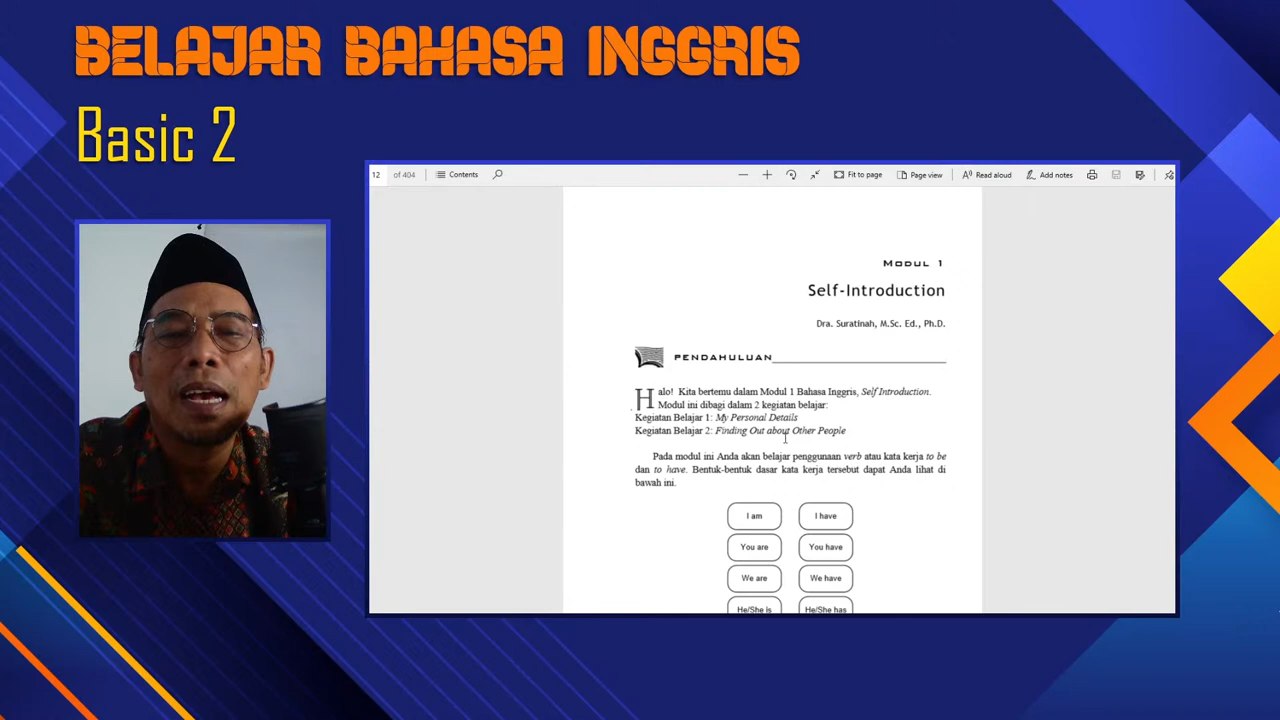 BELAJAR BAHASA INGGRIS
Basic 2
12 of 404 Contents Fit to page Page view Read aloud Add notes
MODUL 1
Self-Introduction
Dra. Suratinah, M.Sc. Ed., Ph.D.
PENDAHULUAN
Halo! Kita bertemu dalam Modul 1 Bahasa Inggris, Self Introduction.
Modul ini dibagi dalam 2 kegiatan belajar:
Kegiatan Belajar 1: My Personal Details
Kegiatan Belajar 2: Finding Out about Other People
Pada modul ini Anda akan belajar penggunaan verb atau kata kerja to be
dan to have. Bentuk-bentuk dasar kata kerja tersebut dapat Anda lihat di
bawah ini.
I am I have
You are You have
We are We have
He/She is He/She has